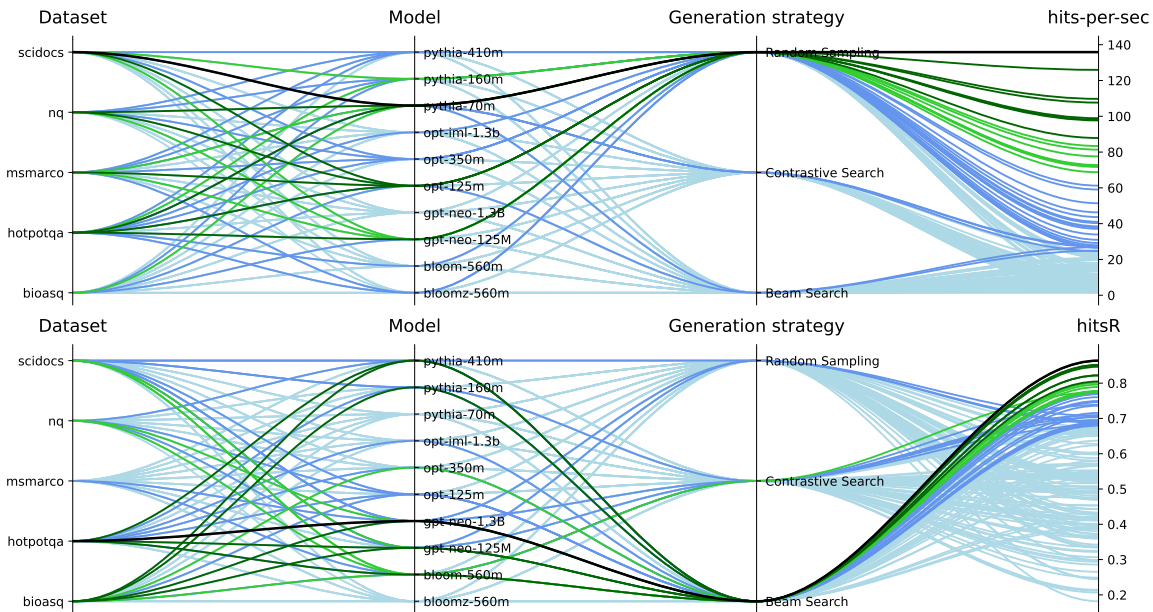 Dataset Model Generation strategy hits-per-sec
scidocs pythia-410m Random Sampling 140
pythia-160m 120
nq pythia-70m 100
opt-iml-1.3b
msmarco opt-350m Contrastive Search 80
opt-125m 60
hotpotqa gpt-neo-1.3B 40
gpt-neo-125M
bloom-560m 20
bioasq bloomz-560m Beam Search 0
Dataset Model Generation strategy hitsR
scidocs pythia-410m Random Sampling
pythia-160m 0.8
nq pythia-70m 0.7
opt-iml-1.3b 0.6
msmarco opt-350m Contrastive Search 0.5
opt-125m
hotpotqa gpt-neo-1.3B 0.4
gpt-neo-125M 0.3
bloom-560m 0.2
bioasq bloomz-560m Beam Search